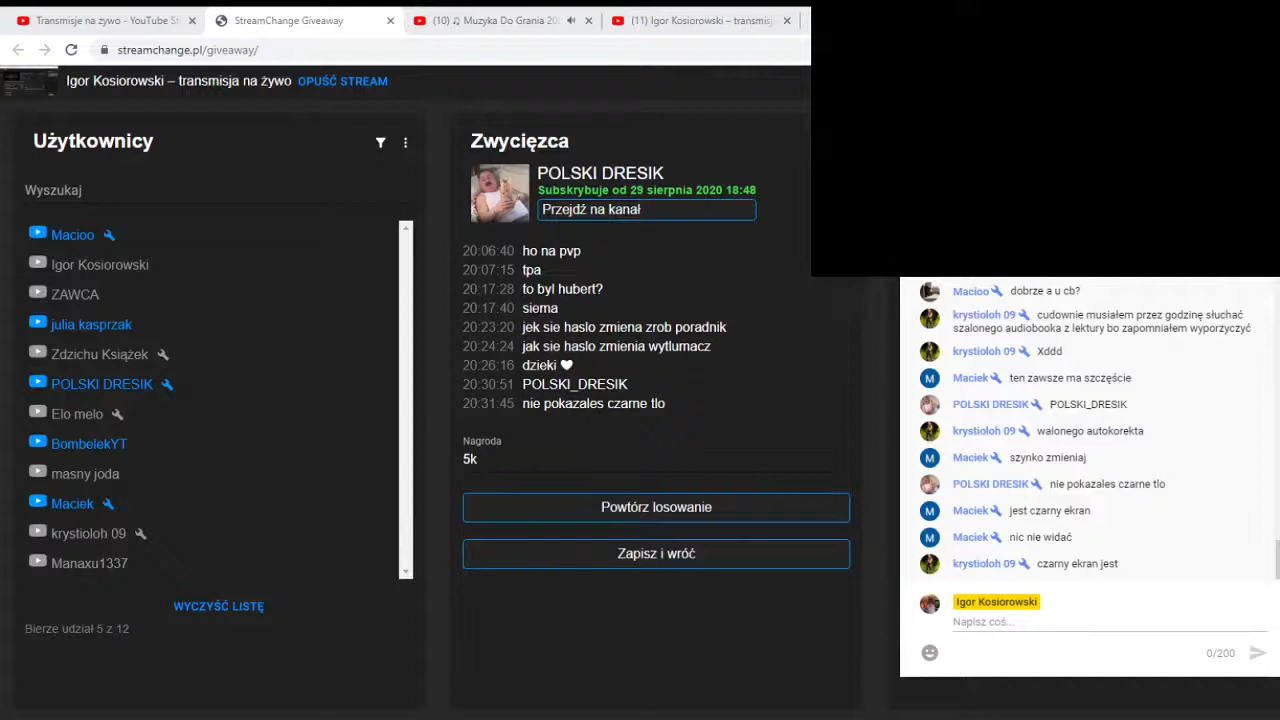 Transmisje na żywo - YouTube St
StreamChange Giveaway
(10) ♫ Muzyka Do Grania 202
(11) Igor Kosiorowski – transmisj
streamchange.pl/giveaway/
Igor Kosiorowski – transmisja na żywo OPUŚĆ STREAM
Użytkownicy
Wyszukaj
Macioo
Igor Kosiorowski
ZAWCA
julia kasprzak
Zdzichu Książek
POLSKI DRESIK
Elo melo
BombelekYT
masny joda
Maciek
krystioloh 09
Manaxu1337
WYCZYŚĆ LISTĘ
Bierze udział 5 z 12
Zwycięzca
POLSKI DRESIK
Subskrybuje od 29 sierpnia 2020 18:48
Przejdź na kanał
20:06:40 ho na pvp
20:07:15 tpa
20:17:28 to byl hubert?
20:17:40 siema
20:23:20 jek sie haslo zmiena zrob poradnik
20:24:24 jak sie haslo zmienia wytlumacz
20:26:16 dzieki ♥
20:30:51 POLSKI_DRESIK
20:31:45 nie pokazales czarne tlo
Nagroda
5k
Powtórz losowanie
Zapisz i wróć
Macioo dobrze a u cb?
krystioloh 09 cudownie musiałem przez godzinę słuchać
szalonego audiobooka z lektury bo zapomniałem wyporzyczyć
krystioloh 09 Xddd
Maciek ten zawsze ma szczęście
POLSKI DRESIK POLSKI_DRESIK
krystioloh 09 walonego autokorekta
Maciek szynko zmieniaj
POLSKI DRESIK nie pokazales czarne tlo
Maciek jest czarny ekran
Maciek nic nie widać
krystioloh 09 czarny ekran jest
Igor Kosiorowski
Napisz coś...
0/200